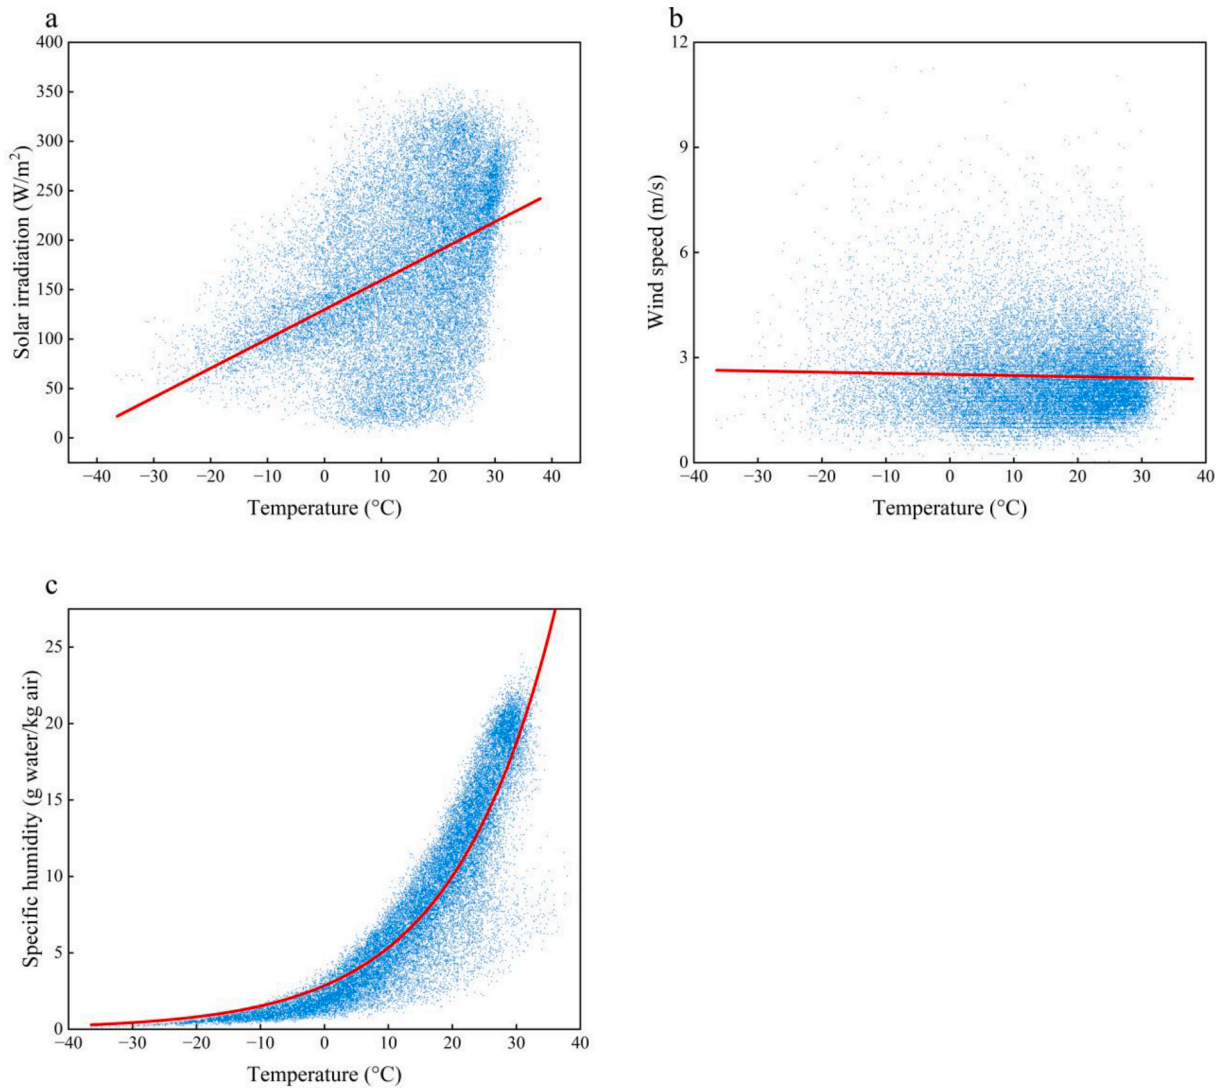 a
400
350
300
250
200
150
100
50
0
Solar irradiation (W/m²)
−40 −30 −20 −10 0 10 20 30 40
Temperature (°C)
b
12
9
6
3
0
Wind speed (m/s)
−40 −30 −20 −10 0 10 20 30 40
Temperature (°C)
c
25
20
15
10
5
0
Specific humidity (g water/kg air)
−40 −30 −20 −10 0 10 20 30 40
Temperature (°C)